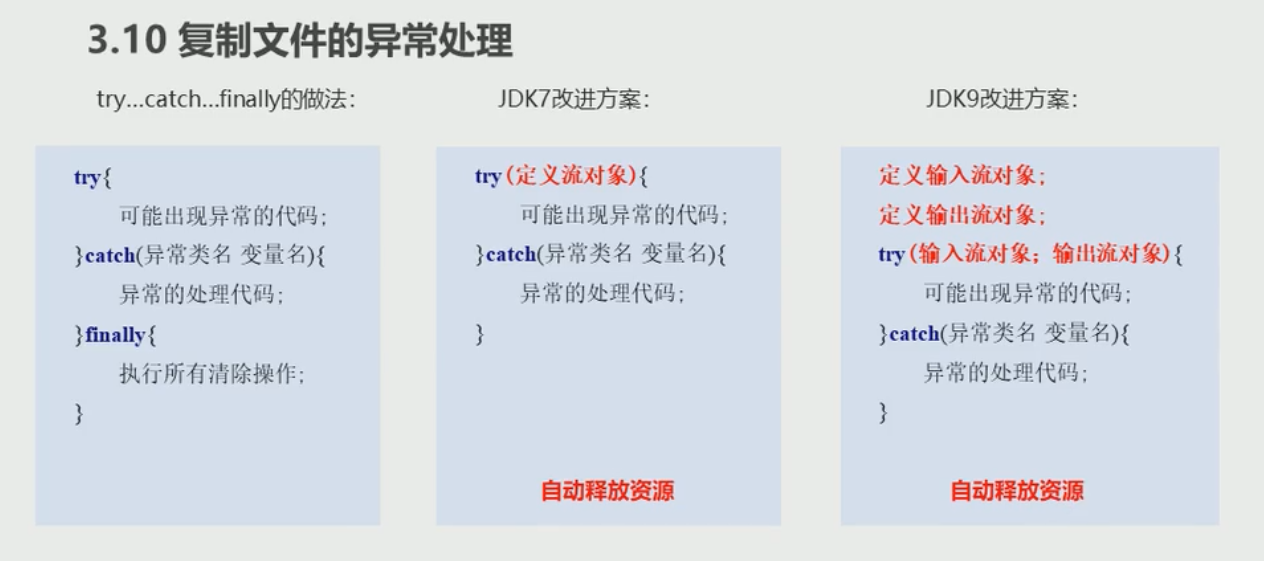 3.10 复制文件的异常处理
try...catch...finally的做法：
try{
可能出现异常的代码;
}catch(异常类名 变量名){
异常的处理代码;
}finally{
执行所有清除操作;
}
JDK7改进方案：
try(定义流对象){
可能出现异常的代码;
}catch(异常类名 变量名){
异常的处理代码;
}
自动释放资源
JDK9改进方案：
定义输入流对象;
定义输出流对象;
try(输入流对象；输出流对象){
可能出现异常的代码;
}catch(异常类名 变量名){
异常的处理代码;
}
自动释放资源